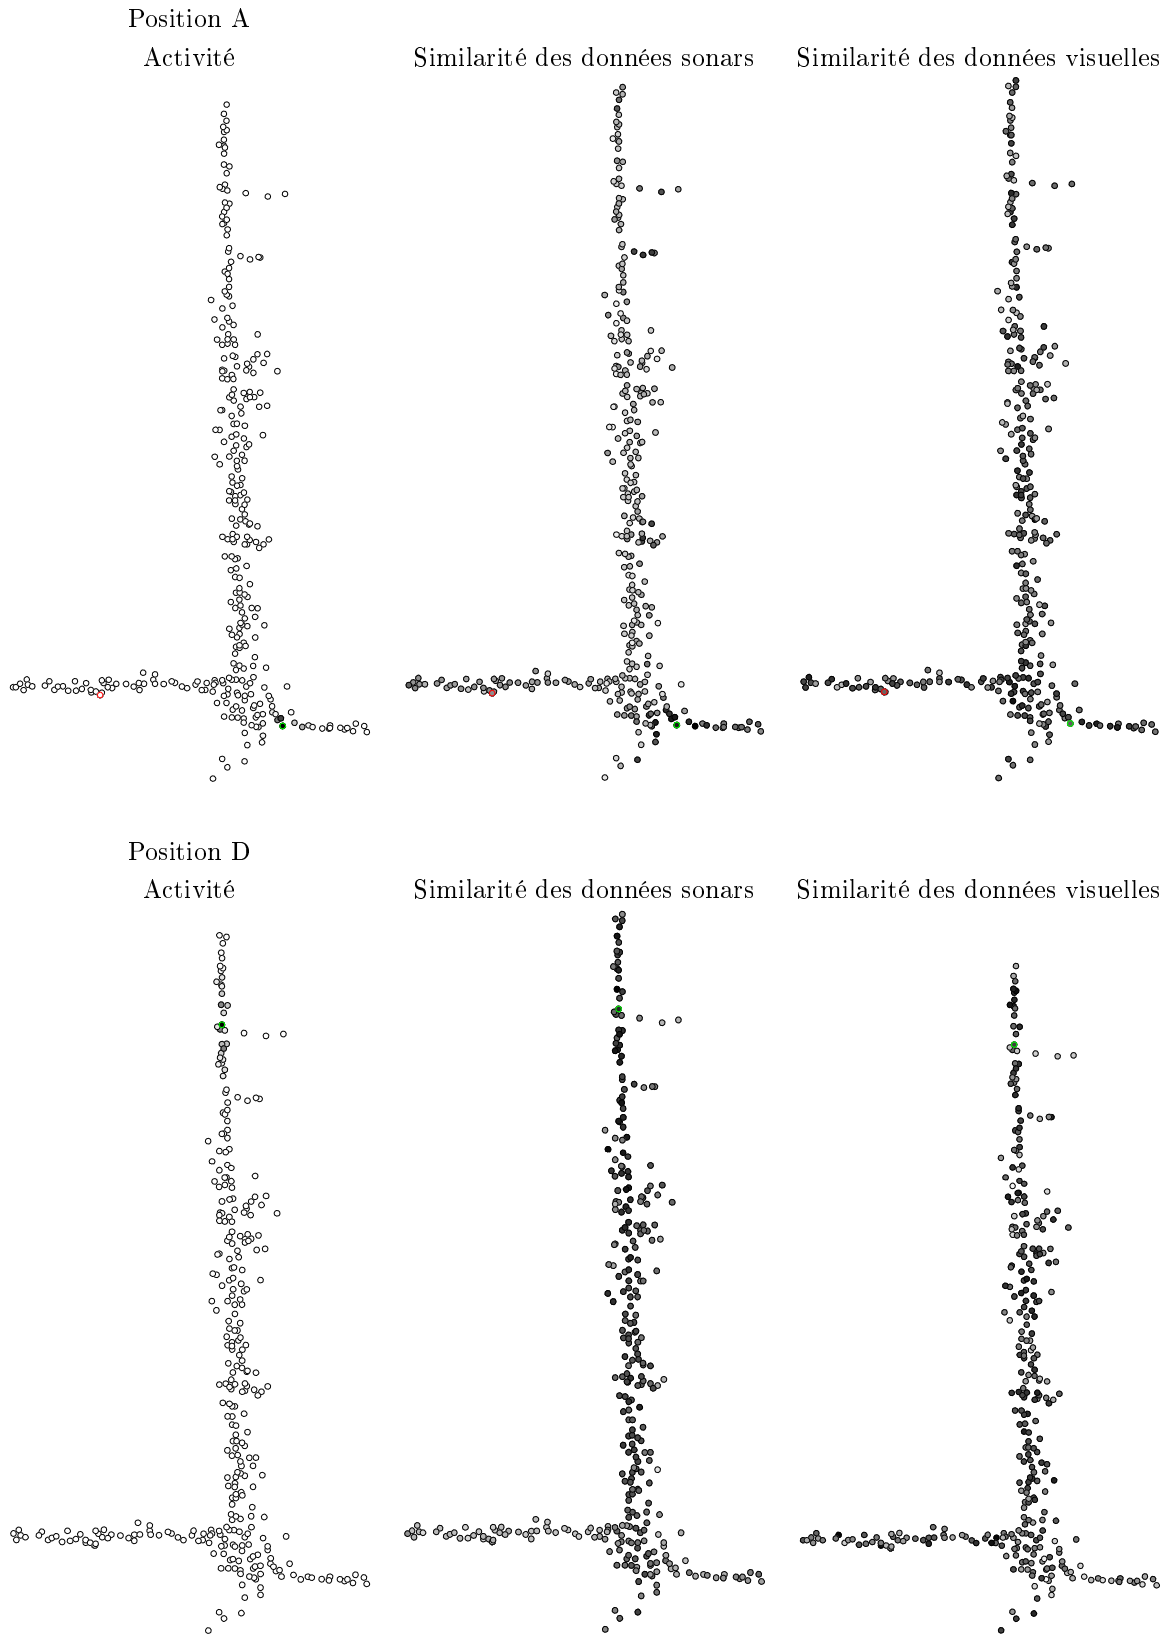 Position A
Activité
Similarité des données sonars
Similarité des données visuelles
Position D
Activité
Similarité des données sonars
Similarité des données visuelles